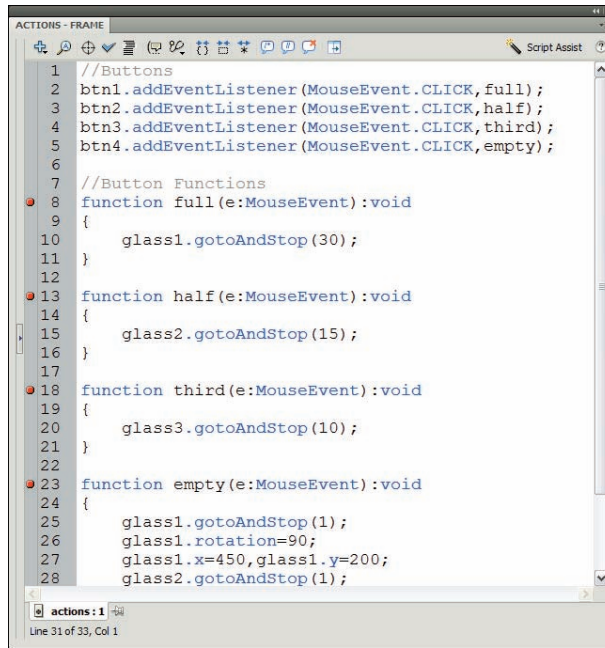 ACTIONS - FRAME
Script Assist
1 //Buttons
2 btn1.addEventListener(MouseEvent.CLICK,full);
3 btn2.addEventListener(MouseEvent.CLICK,half);
4 btn3.addEventListener(MouseEvent.CLICK,third);
5 btn4.addEventListener(MouseEvent.CLICK,empty);
6
7 //Button Functions
8 function full(e:MouseEvent):void
9 {
10 glass1.gotoAndStop(30);
11 }
12
13 function half(e:MouseEvent):void
14 {
15 glass2.gotoAndStop(15);
16 }
17
18 function third(e:MouseEvent):void
19 {
20 glass3.gotoAndStop(10);
21 }
22
23 function empty(e:MouseEvent):void
24 {
25 glass1.gotoAndStop(1);
26 glass1.rotation=90;
27 glass1.x=450,glass1.y=200;
28 glass2.gotoAndStop(1);
actions : 1
Line 31 of 33, Col 1